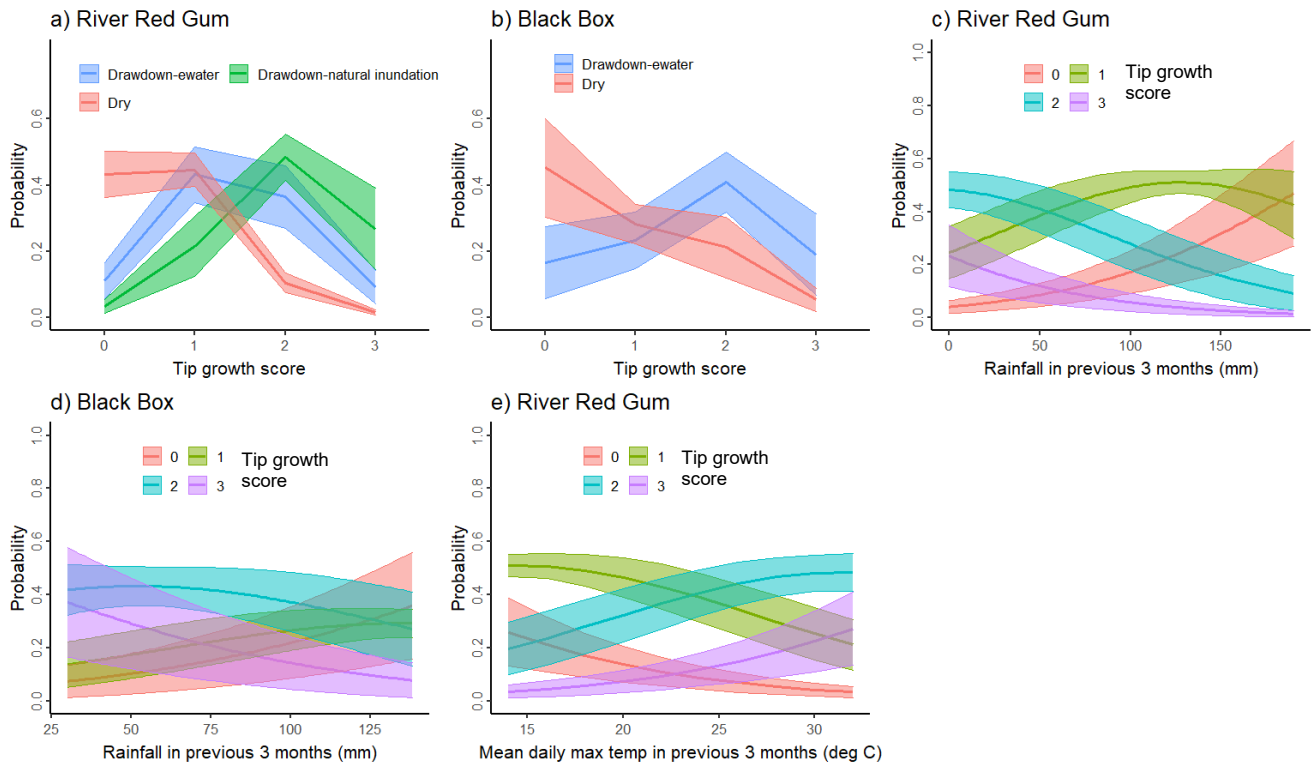 a) River Red Gum
Drawdown-ewater
Drawdown-natural inundation
Dry
Probability
0.0
0.2
0.4
0.6
0
1
2
3
Tip growth score
b) Black Box
Drawdown-ewater
Dry
Probability
0.0
0.2
0.4
0.6
0
1
2
3
Tip growth score
c) River Red Gum
0
1
2
3
Tip growth
score
Probability
0.0
0.2
0.4
0.6
0.8
1.0
0
50
100
150
Rainfall in previous 3 months (mm)
d) Black Box
0
1
2
3
Tip growth
score
Probability
0.0
0.2
0.4
0.6
0.8
1.0
25
50
75
100
125
Rainfall in previous 3 months (mm)
e) River Red Gum
0
1
2
3
Tip growth
score
Probability
0.0
0.2
0.4
0.6
0.8
1.0
15
20
25
30
Mean daily max temp in previous 3 months (deg C)